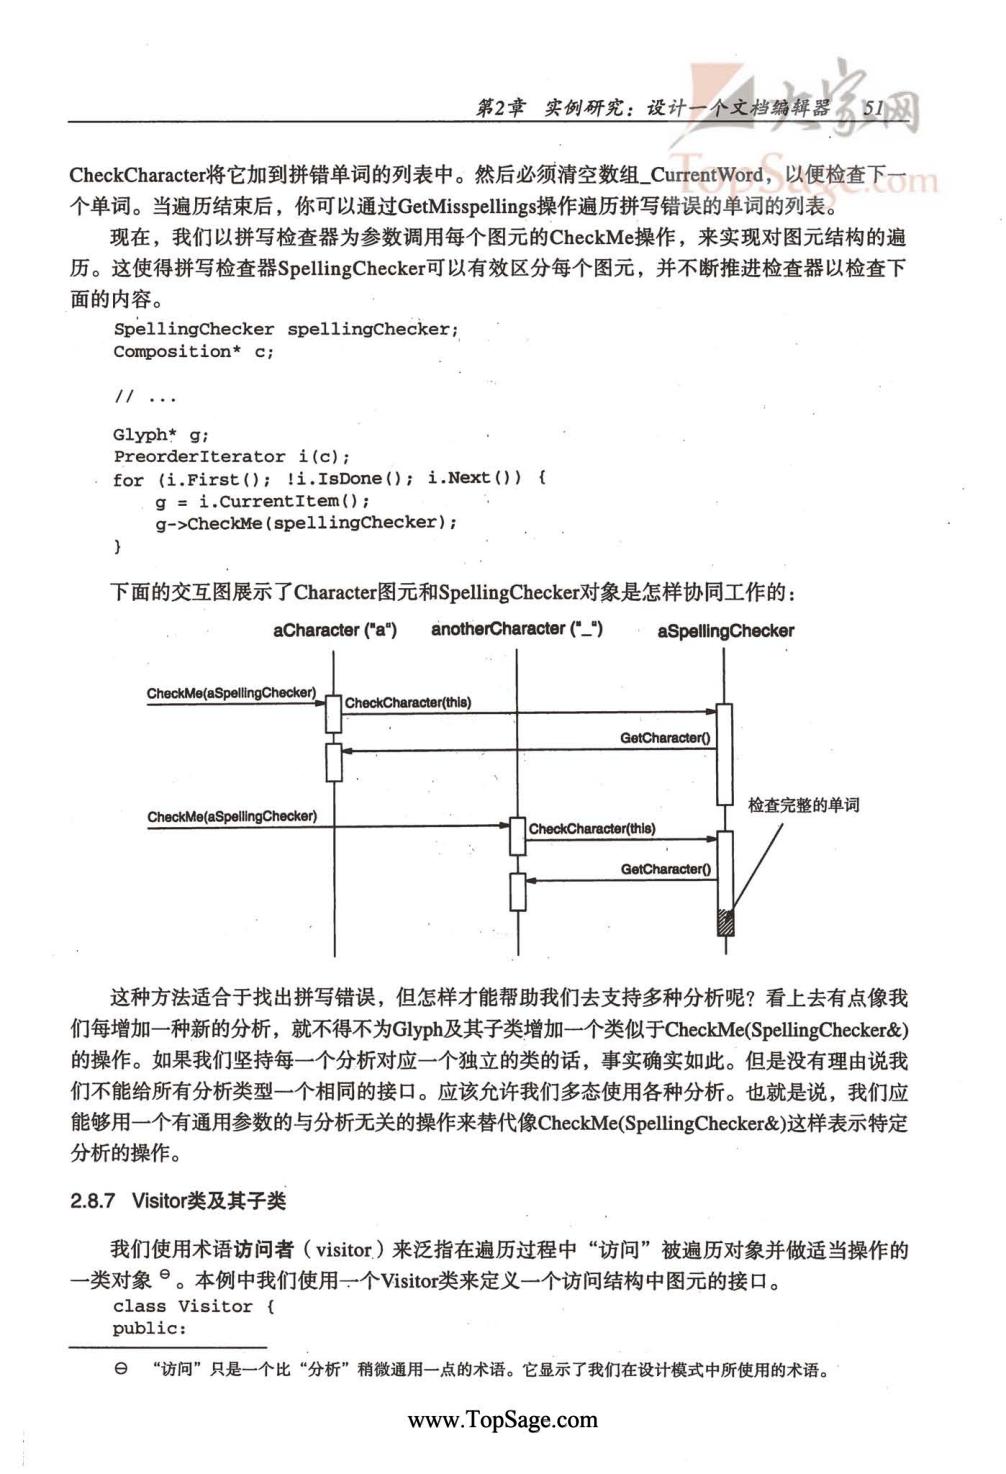 第2章 实例研究：设计一个文档编辑器 51
大家网
TopSage.com
CheckCharacter将它加到拼错单词的列表中。然后必须清空数组_CurrentWord，以便检查下一
个单词。当遍历结束后，你可以通过GetMisspellings操作遍历拼写错误的单词的列表。
现在，我们以拼写检查器为参数调用每个图元的CheckMe操作，来实现对图元结构的遍
历。这使得拼写检查器SpellingChecker可以有效区分每个图元，并不断推进检查器以检查下
面的内容。
SpellingChecker spellingChecker;
Composition* c;
// ...
Glyph* g;
PreorderIterator i(c);
for (i.First(); !i.IsDone(); i.Next()) {
g = i.CurrentItem();
g->CheckMe(spellingChecker);
}
下面的交互图展示了Character图元和SpellingChecker对象是怎样协同工作的：
aCharacter ("a") anotherCharacter ("_") aSpellingChecker
CheckMe(aSpellingChecker)
CheckCharacter(this)
GetCharacter()
检查完整的单词
CheckMe(aSpellingChecker)
CheckCharacter(this)
GetCharacter()
这种方法适合于找出拼写错误，但怎样才能帮助我们去支持多种分析呢？看上去有点像我
们每增加一种新的分析，就不得不为Glyph及其子类增加一个类似于CheckMe(SpellingChecker&)
的操作。如果我们坚持每一个分析对应一个独立的类的话，事实确实如此。但是没有理由说我
们不能给所有分析类型一个相同的接口。应该允许我们多态使用各种分析。也就是说，我们应
能够用一个有通用参数的与分析无关的操作来替代像CheckMe(SpellingChecker&)这样表示特定
分析的操作。
2.8.7 Visitor类及其子类
我们使用术语访问者（visitor）来泛指在遍历过程中“访问”被遍历对象并做适当操作的
一类对象⊖。本例中我们使用一个Visitor类来定义一个访问结构中图元的接口。
class Visitor {
public:
⊖ “访问”只是一个比“分析”稍微通用一点的术语。它显示了我们在设计模式中所使用的术语。
www.TopSage.com